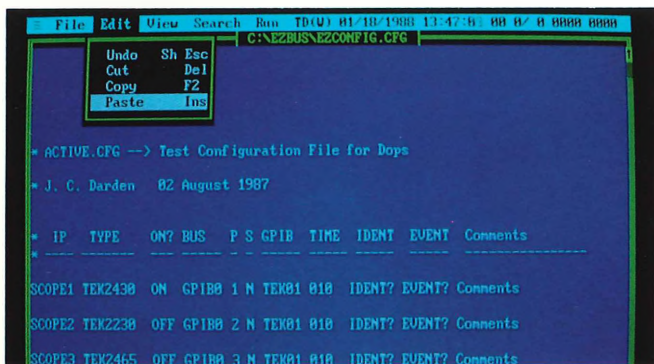 ≡ File Edit View Search Run TD(W) 01/18/1988 13:47:0 00 0/ 0 0000 0000
C:\EZBUS\EZCONFIG.CFG
Undo Sh Esc
Cut Del
Copy F2
Paste Ins
* ACTIVE.CFG --> Test Configuration File for Dops
* J. C. Darden 02 August 1987
* iP TYPE ON? BUS P S GPIB TIME IDENT EVENT Comments
* ---- ------- --- ----- - - ---- ---- ------ ------ --------------------
SCOPE1 TEK2430 ON GPIB0 1 N TEK01 010 IDENT? EVENT? Comments
SCOPE2 TEK2230 OFF GPIB0 2 N TEK01 010 IDENT? EVENT? Comments
SCOPE3 TEK2465 OFF GPIB0 3 N TEK01 010 IDENT? EVENT? Comments